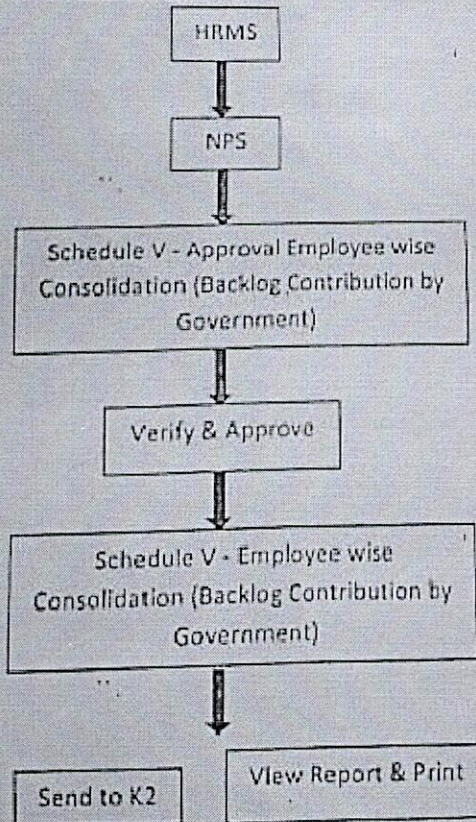 HRMS
NPS
Schedule V - Approval Employee wise
Consolidation (Backlog Contribution by
Government)
Verify & Approve
Schedule V - Employee wise
Consolidation (Backlog Contribution by
Government)
Send to K2
View Report & Print